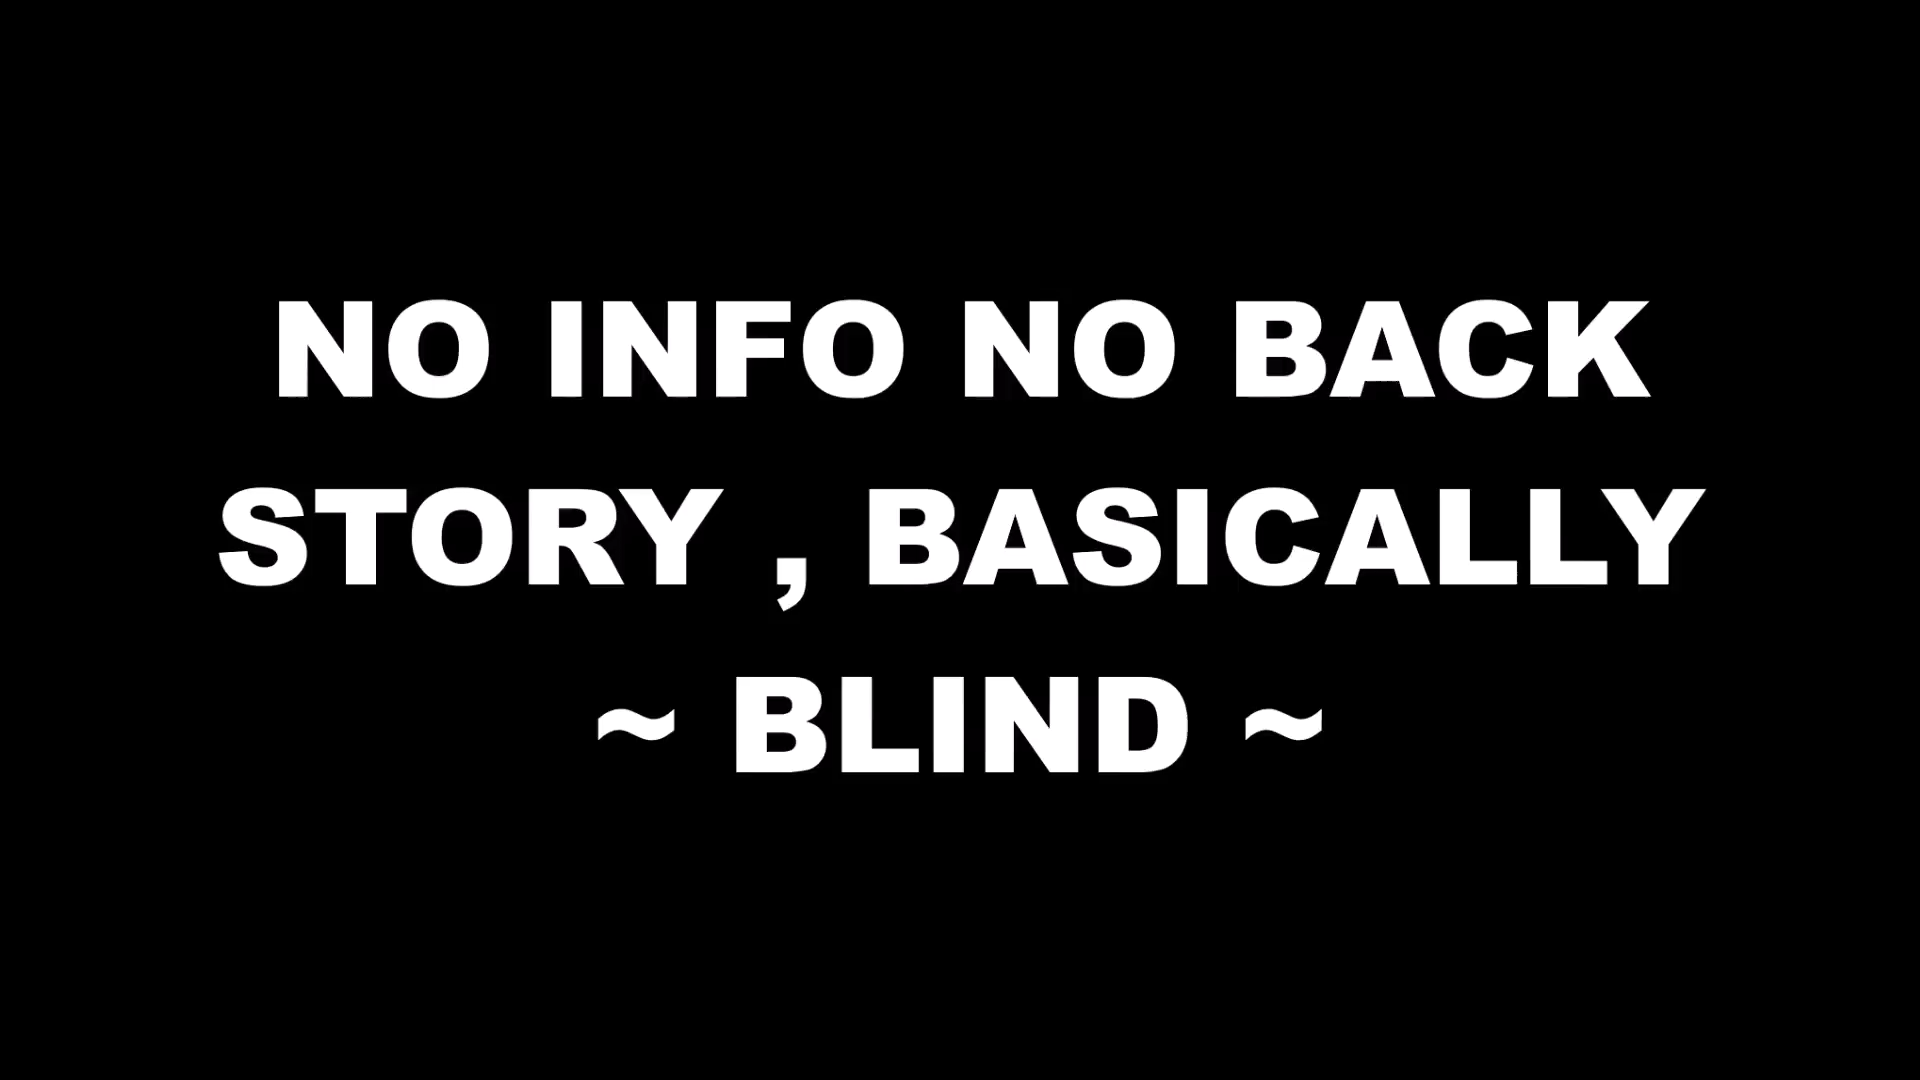 NO INFO NO BACK
STORY , BASICALLY
~ BLIND ~